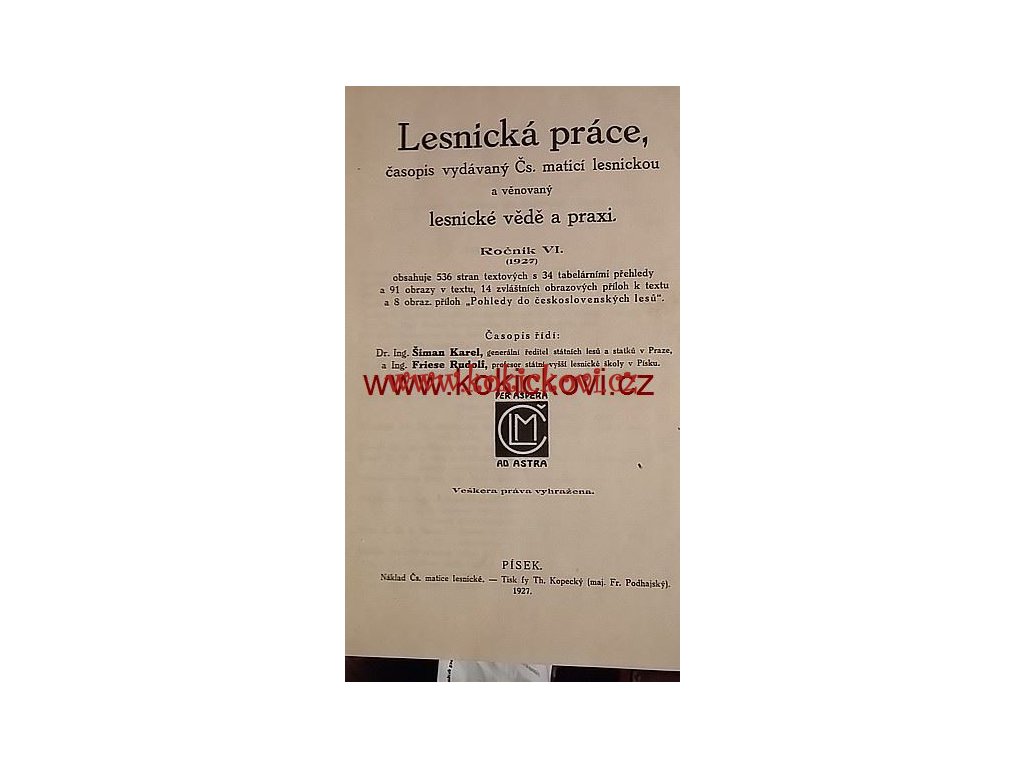 Lesnická práce,
časopis vydávaný Čs. maticí lesnickou
a věnovaný
lesnické vědě a praxi.
Ročník VI.
(1927)
obsahuje 536 stran textových s 34 tabelárními přehledy
a 91 obrazy v textu, 14 zvláštních obrazových příloh k textu
a 8 obraz. příloh „Pohledy do československých lesů“.
Časopis řídí:
Dr. Ing. Šiman Karel, generální ředitel státních lesů a statků v Praze,
a Ing. Friese Rudolf, profesor státní vyšší lesnické školy v Písku.
www.kokickovi.cz
PER ASPERA
ČLM
AD ASTRA
Veškera práva vyhražena.
PÍSEK.
Náklad Čs. matice lesnické. — Tisk fy Th. Kopecký (maj. Fr. Podhajský).
1927.